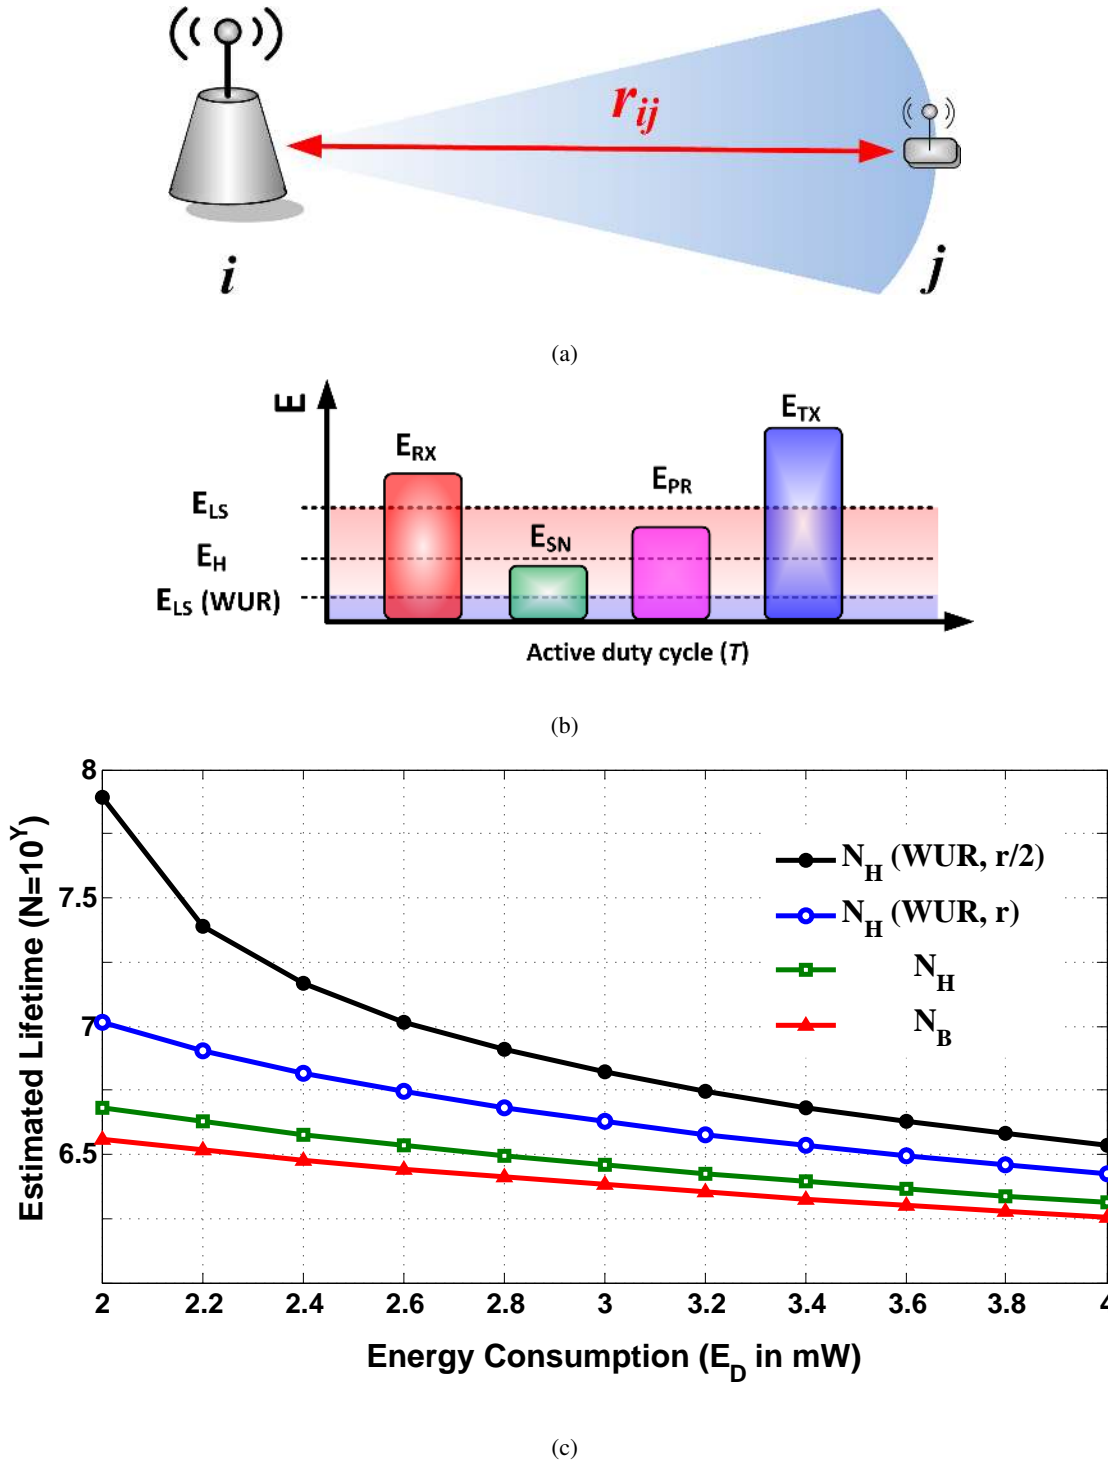 r_ij
i
j
(a)
E
E_TX
E_RX
E_PR
E_LS
E_SN
E_H
E_LS (WUR)
Active duty cycle (T)
(b)
8
7.5
7
6.5
Estimated Lifetime (N=10^Y)
N_H (WUR, r/2)
N_H (WUR, r)
N_H
N_B
2 2.2 2.4 2.6 2.8 3 3.2 3.4 3.6 3.8 4
Energy Consumption (E_D in mW)
(c)